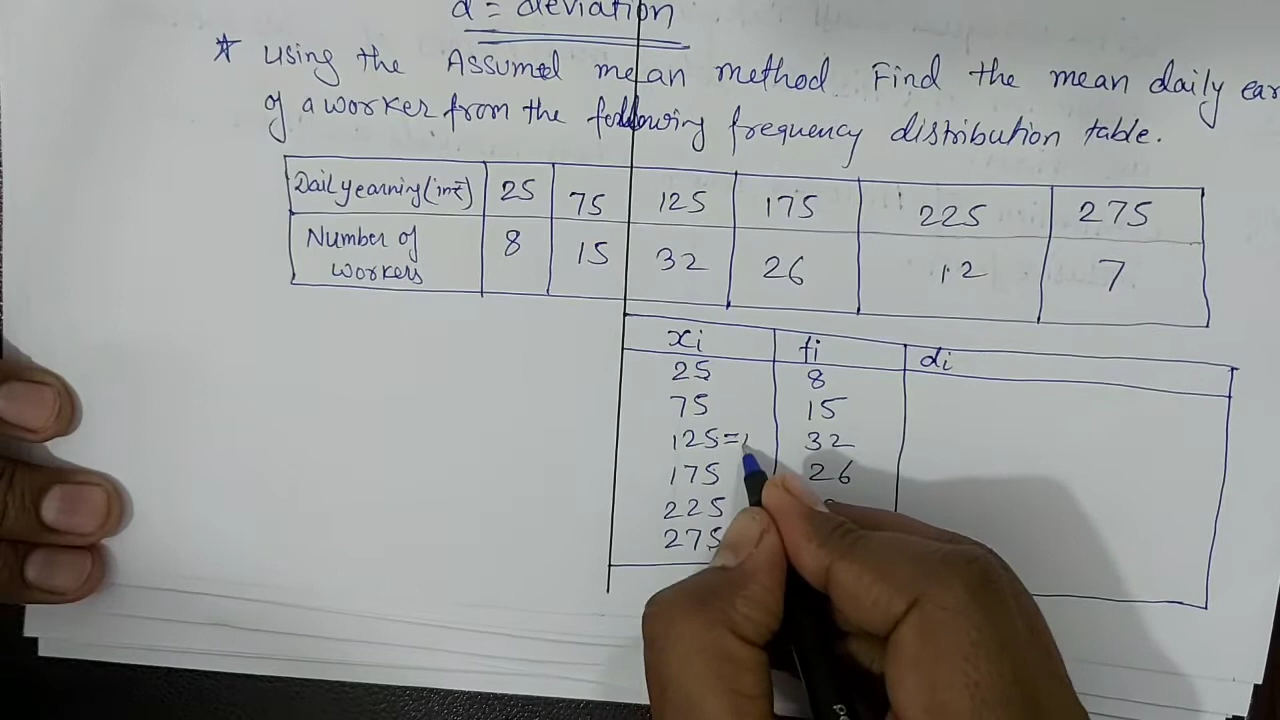 d = deviation
* Using the Assumed mean method. Find the mean daily ear
of a worker from the following frequency distribution table.
Daily earning (in ₹) 25 75 125 175 225 275
Number of workers 8 15 32 26 12 7
xi fi di
25 8
75 15
125 = 32
175 26
225
275